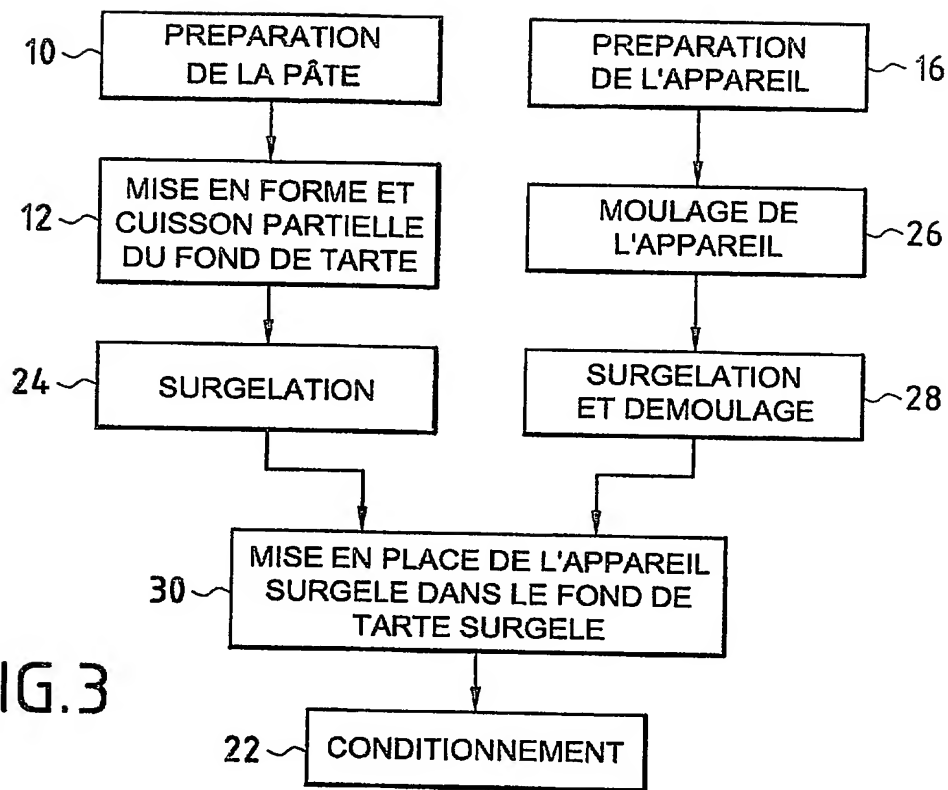 10
PREPARATION
DE LA PÂTE
PREPARATION
DE L'APPAREIL
16
12
MISE EN FORME ET
CUISSON PARTIELLE
DU FOND DE TARTE
MOULAGE DE
L'APPAREIL
26
24
SURGELATION
SURGELATION
ET DEMOULAGE
28
30
MISE EN PLACE DE L'APPAREIL
SURGELE DANS LE FOND DE
TARTE SURGELE
IG.3
22
CONDITIONNEMENT